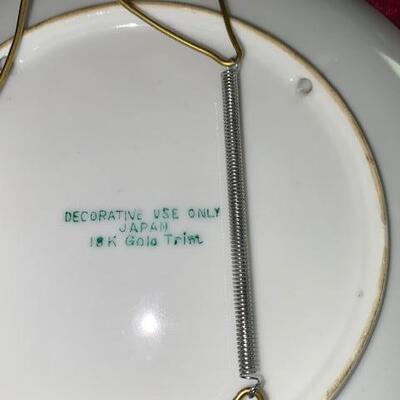 DECORATIVE USE ONLY
JAPAN
18K Gold Trim